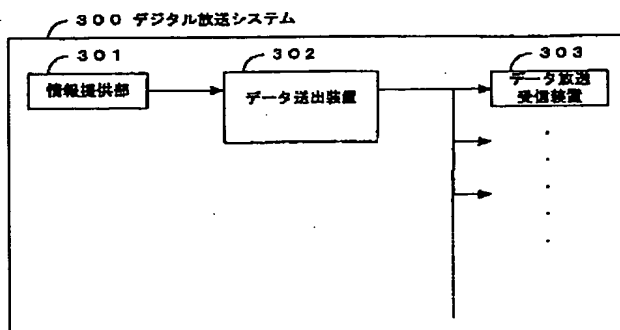 300 デジタル放送システム
301
情報提供部
302
データ送出装置
303
データ放送
受信装置